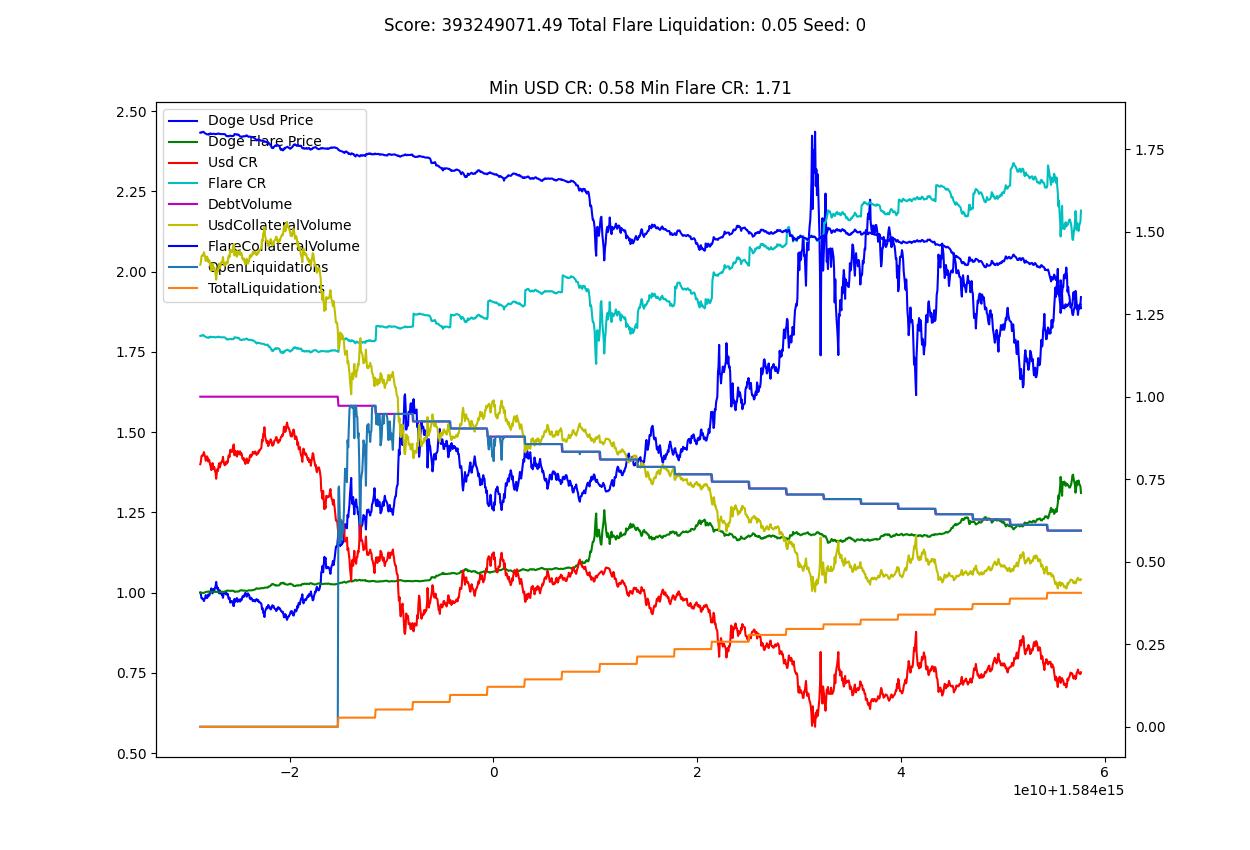 Score: 393249071.49 Total Flare Liquidation: 0.05 Seed: 0
Min USD CR: 0.58 Min Flare CR: 1.71
Doge Usd Price
Doge Flare Price
Usd CR
Flare CR
DebtVolume
UsdCollateralVolume
FlareCollateralVolume
OpenLiquidations
TotalLiquidations
2.50
2.25
2.00
1.75
1.50
1.25
1.00
0.75
0.50
1.75
1.50
1.25
1.00
0.75
0.50
0.25
0.00
−2 0 2 4 6
1e10+1.584e15